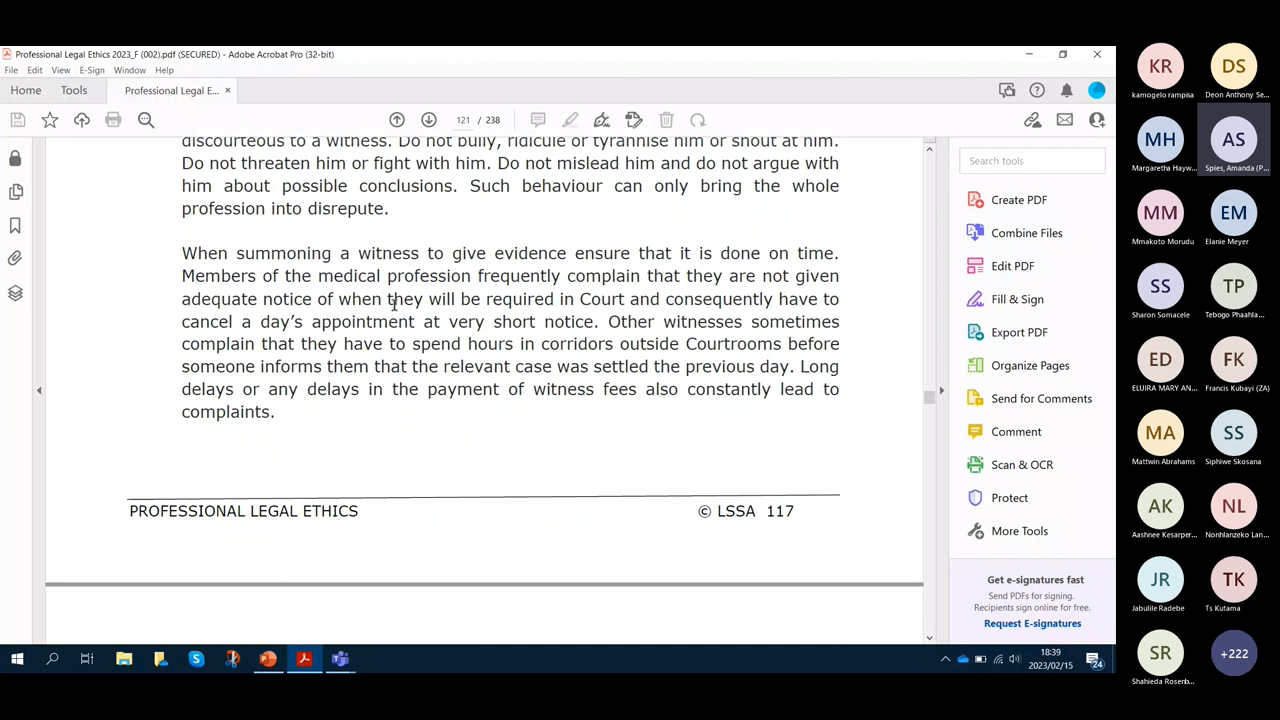 Professional Legal Ethics 2023_F (002).pdf (SECURED) - Adobe Acrobat Pro (32-bit)
File Edit View E-Sign Window Help
Home Tools Professional Legal E... ×
121 / 238
discourteous to a witness. Do not bully, ridicule or tyrannise him or shout at him.
Do not threaten him or fight with him. Do not mislead him and do not argue with
him about possible conclusions. Such behaviour can only bring the whole
profession into disrepute.
When summoning a witness to give evidence ensure that it is done on time.
Members of the medical profession frequently complain that they are not given
adequate notice of when they will be required in Court and consequently have to
cancel a day's appointment at very short notice. Other witnesses sometimes
complain that they have to spend hours in corridors outside Courtrooms before
someone informs them that the relevant case was settled the previous day. Long
delays or any delays in the payment of witness fees also constantly lead to
complaints.
PROFESSIONAL LEGAL ETHICS © LSSA 117
Search tools
Create PDF
Combine Files
Edit PDF
Fill & Sign
Export PDF
Organize Pages
Send for Comments
Comment
Scan & OCR
Protect
More Tools
Get e-signatures fast
Send PDFs for signing.
Recipients sign online for free.
Request E-signatures
18:39
2023/02/15
24
KR DS
kamogelo rampisa Deon Anthony Se...
MH AS
Margaretha Hayw... Spies, Amanda (P...
MM EM
Mmakoto Morudu Elanie Meyer
SS TP
Sharon Somacele Tebogo Phaahla...
ED FK
ELUIRA MARY AN... Francis Kubayi (ZA)
MA SS
Mattwin Abrahams Siphiwe Skosana
AK NL
Aashnee Kesarper... Nonhlanzeko Lan...
JR TK
Jabulile Radebe Ts Kutama
SR +222
Shahieda Rosenb...